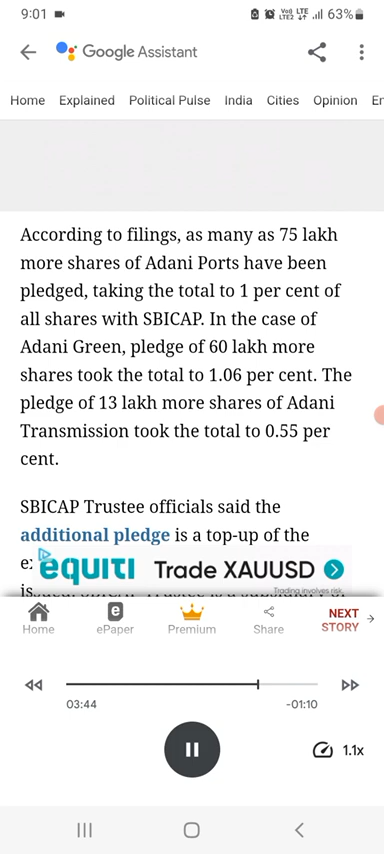 9:01
Vo) LTE
LTE2
63%
Google Assistant
Home Explained Political Pulse India Cities Opinion
According to filings, as many as 75 lakh
more shares of Adani Ports have been
pledged, taking the total to 1 per cent of
all shares with SBICAP. In the case of
Adani Green, pledge of 60 lakh more
shares took the total to 1.06 per cent. The
pledge of 13 lakh more shares of Adani
Transmission took the total to 0.55 per
cent.
SBICAP Trustee officials said the
additional pledge is a top-up of the
equiti Trade XAUUSD
Trading involves risk.
Home ePaper Premium Share NEXT
STORY
03:44 -01:10
1.1x